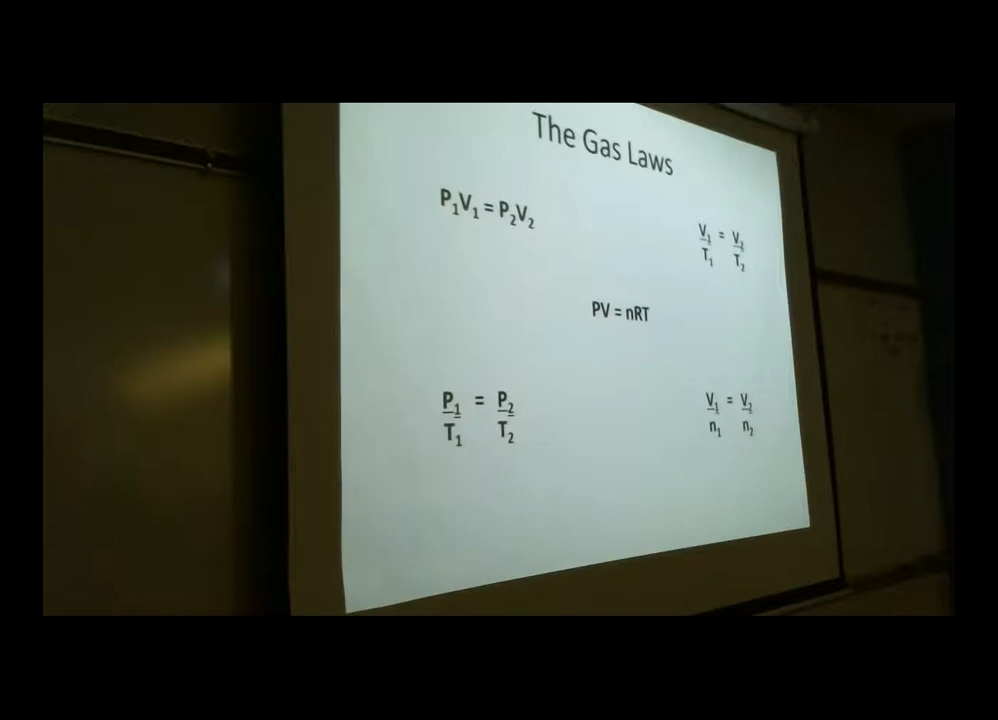 The Gas Laws
P₁V₁ = P₂V₂
V₁ = V₂
T₁ T₂
PV = nRT
P₁ = P₂
T₁ T₂
V₁ = V₂
n₁ n₂